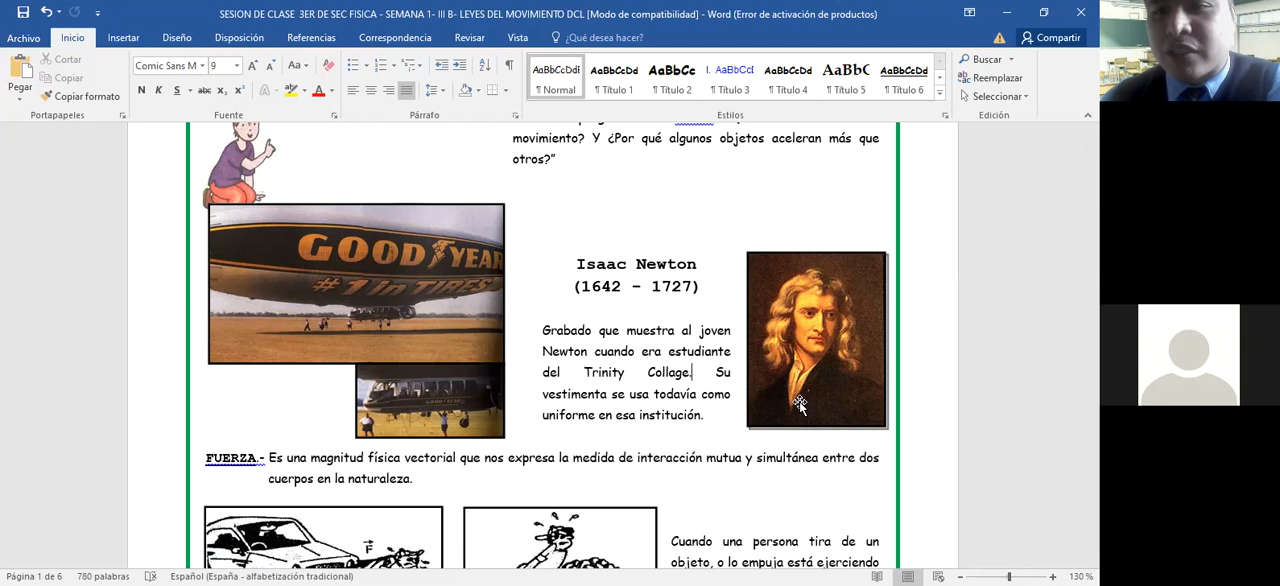 SESION DE CLASE 3ER DE SEC FISICA - SEMANA 1- III B- LEYES DEL MOVIMIENTO DCL [Modo de compatibilidad] - Word (Error de activación de productos)
Archivo Inicio Insertar Diseño Disposición Referencias Correspondencia Revisar Vista ¿Qué desea hacer? Compartir
Cortar
Copiar
Copiar formato
Pegar
Portapapeles
Comic Sans M 9
N K S abc x₂ x²
Fuente
Párrafo
AaBbCcDdI AaBbCcDd AaBbCc I. AaBbCcI AaBbCcDd AaBbC AaBbCcDd
¶ Normal ¶ Título 1 ¶ Título 2 ¶ Título 3 ¶ Título 4 ¶ Título 5 ¶ Título 6
Estilos
Buscar
Reemplazar
Seleccionar
Edición
movimiento? Y ¿Por qué algunos objetos aceleran más que
otros?"
GOOD YEAR
#1 in TIRES
Isaac Newton
(1642 – 1727)
Grabado que muestra al joven
Newton cuando era estudiante
del Trinity Collage. Su
vestimenta se usa todavía como
uniforme en esa institución.
FUERZA.- Es una magnitud física vectorial que nos expresa la medida de interacción mutua y simultánea entre dos
cuerpos en la naturaleza.
F
Cuando una persona tira de un
objeto, o lo empuja está ejerciendo
Página 1 de 6 780 palabras Español (España - alfabetización tradicional) 130 %